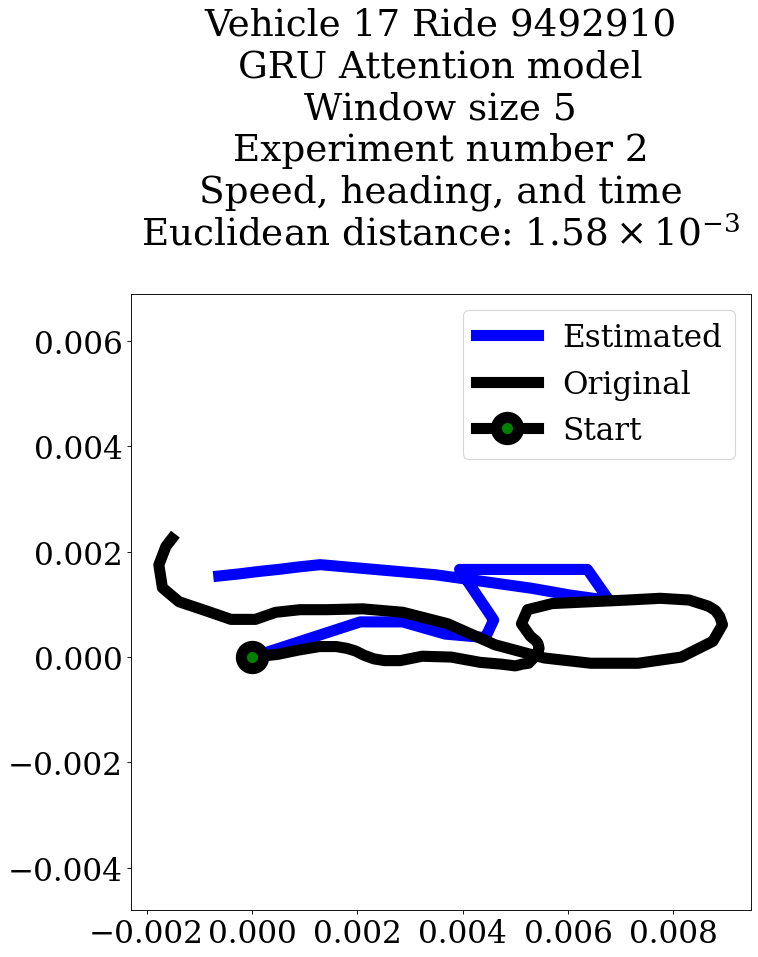 Vehicle 17 Ride 9492910
GRU Attention model
Window size 5
Experiment number 2
Speed, heading, and time
Euclidean distance: 1.58 × 10⁻³
Estimated
Original
Start
0.006
0.004
0.002
0.000
−0.002
−0.004
−0.002 0.000 0.002 0.004 0.006 0.008